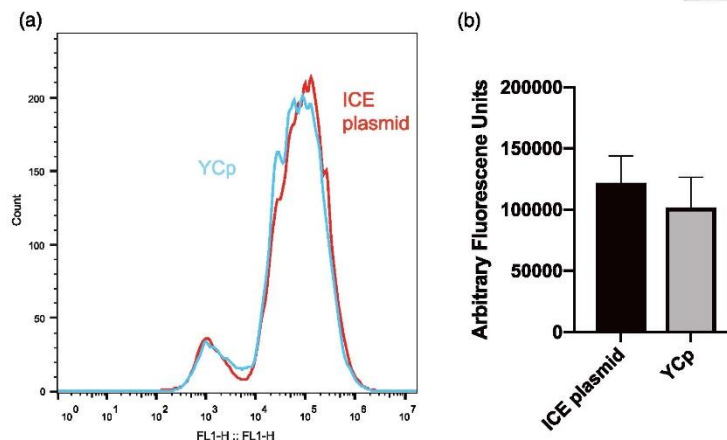 (a)
200
150
100
50
0
Count
YCp
ICE
plasmid
10^0
10^1
10^2
10^3
10^4
10^5
10^6
10^7
FL1-H :: FL1-H
(b)
Arbitrary Fluorescene Units
200000
150000
100000
50000
0
ICE plasmid
YCp